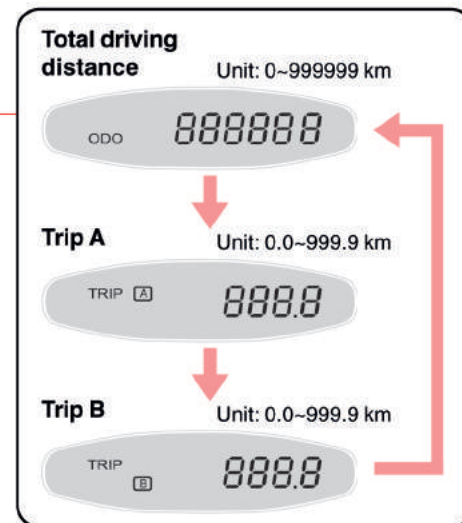 Total driving
distance
Unit: 0~999999 km
ODO 888888
Trip A
Unit: 0.0~999.9 km
TRIP A 888.8
Trip B
Unit: 0.0~999.9 km
TRIP B 888.8